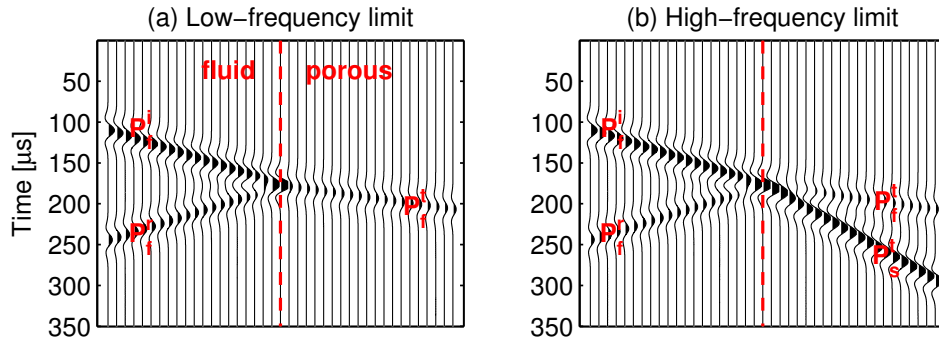 (a) Low−frequency limit
fluid porous
Time [μs]
50
100
150
200
250
300
350
P_f^i
P_f^r
P_f^t
(b) High−frequency limit
50
100
150
200
250
300
350
P_f^i
P_f^r
P_f^t
P_s^t